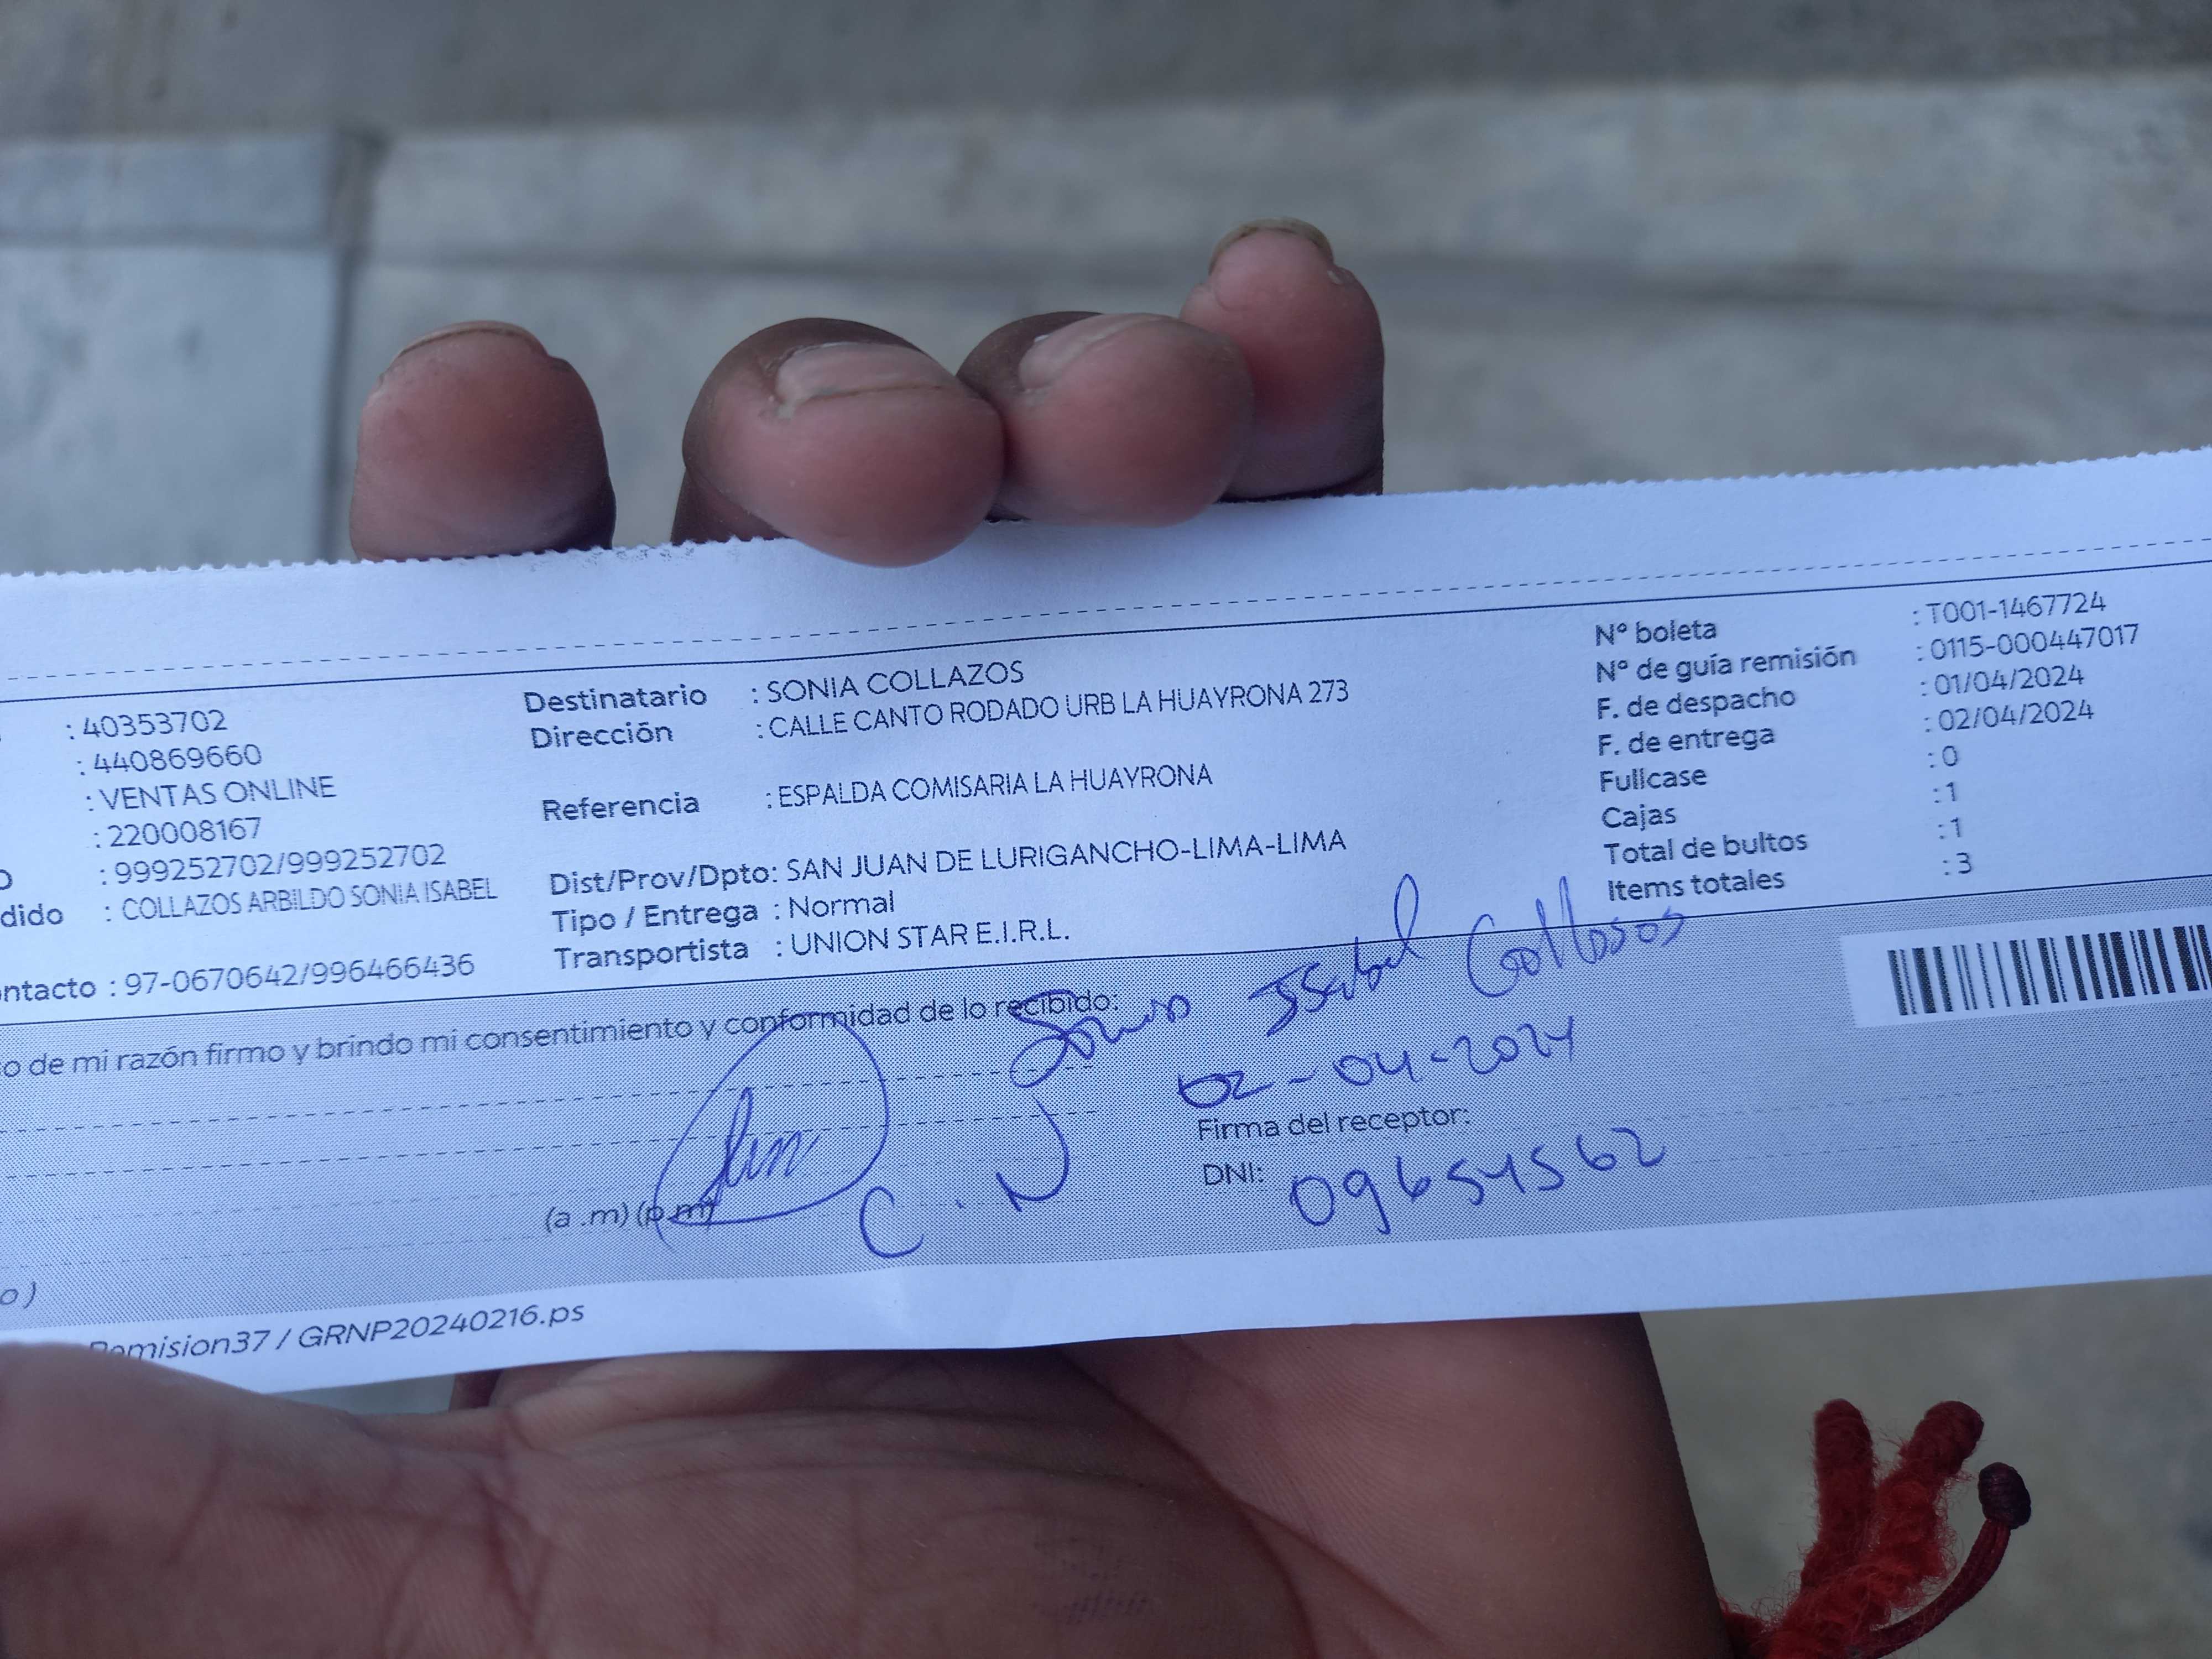 : 40353702
: 440869660
: VENTAS ONLINE
: 220008167
: 999252702/999252702
dido : COLLAZOS ARBILDO SONIA ISABEL
ntacto : 97-0670642/996466436
Destinatario : SONIA COLLAZOS
Dirección : CALLE CANTO RODADO URB LA HUAYRONA 273
Referencia : ESPALDA COMISARIA LA HUAYRONA
Dist/Prov/Dpto: SAN JUAN DE LURIGANCHO-LIMA-LIMA
Tipo / Entrega : Normal
Transportista : UNION STAR E.I.R.L.
N° boleta : T001-1467724
N° de guía remisión : 0115-000447017
F. de despacho : 01/04/2024
F. de entrega : 02/04/2024
Fullcase : 0
Cajas : 1
Total de bultos : 1
Items totales : 3
o de mi razón firmo y brindo mi consentimiento y conformidad de lo recibido:
Sonia Isabel Collosos
02-04-2024
Firma del receptor:
DNI: 09654562
(a .m) (p.m)
C. N
o )
Remision37 / GRNP20240216.ps